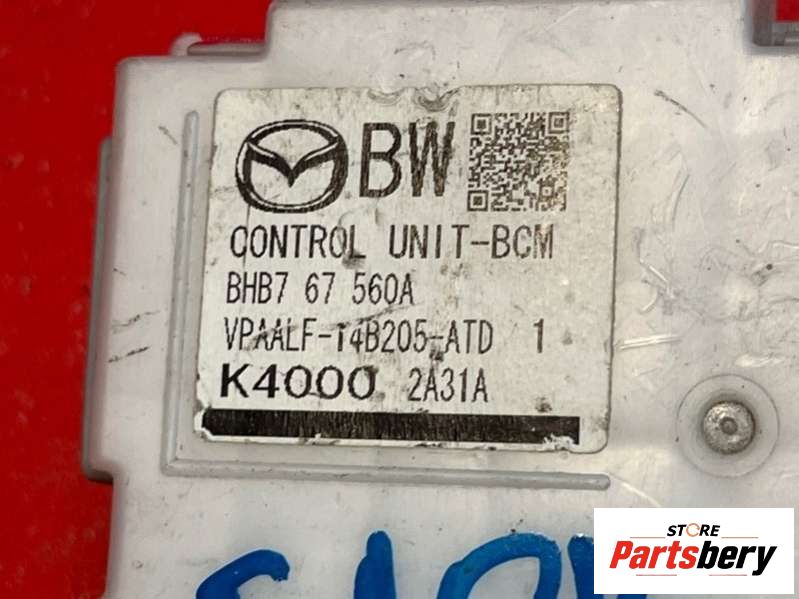 BW
CONTROL UNIT-BCM
BHB7 67 560A
VPAALF-14B205-ATD 1
K4000 2A31A
STORE
Partsbery